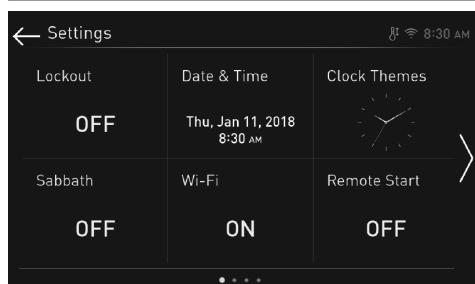 Settings
8:30 AM
Lockout
Date & Time
Clock Themes
OFF
Thu, Jan 11, 2018
8:30 AM
Sabbath
Wi-Fi
Remote Start
OFF
ON
OFF